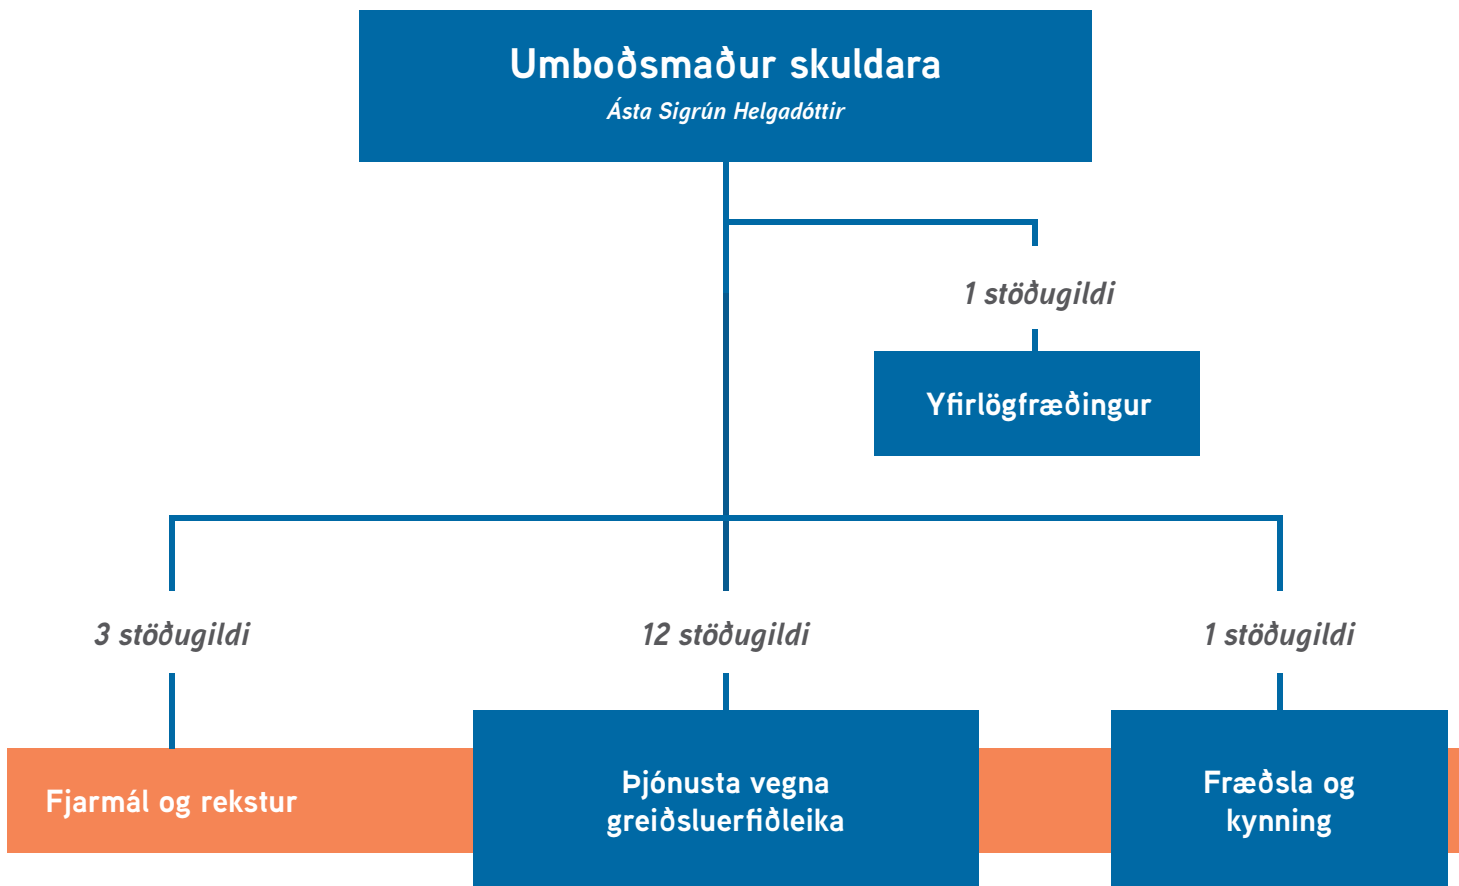 Umboðsmaður skuldara
Ásta Sigrún Helgadóttir
1 stöðugildi
Yfirlögfræðingur
3 stöðugildi
12 stöðugildi
1 stöðugildi
Fjarmál og rekstur
Þjónusta vegna
greiðsluerfiðleika
Fræðsla og
kynning